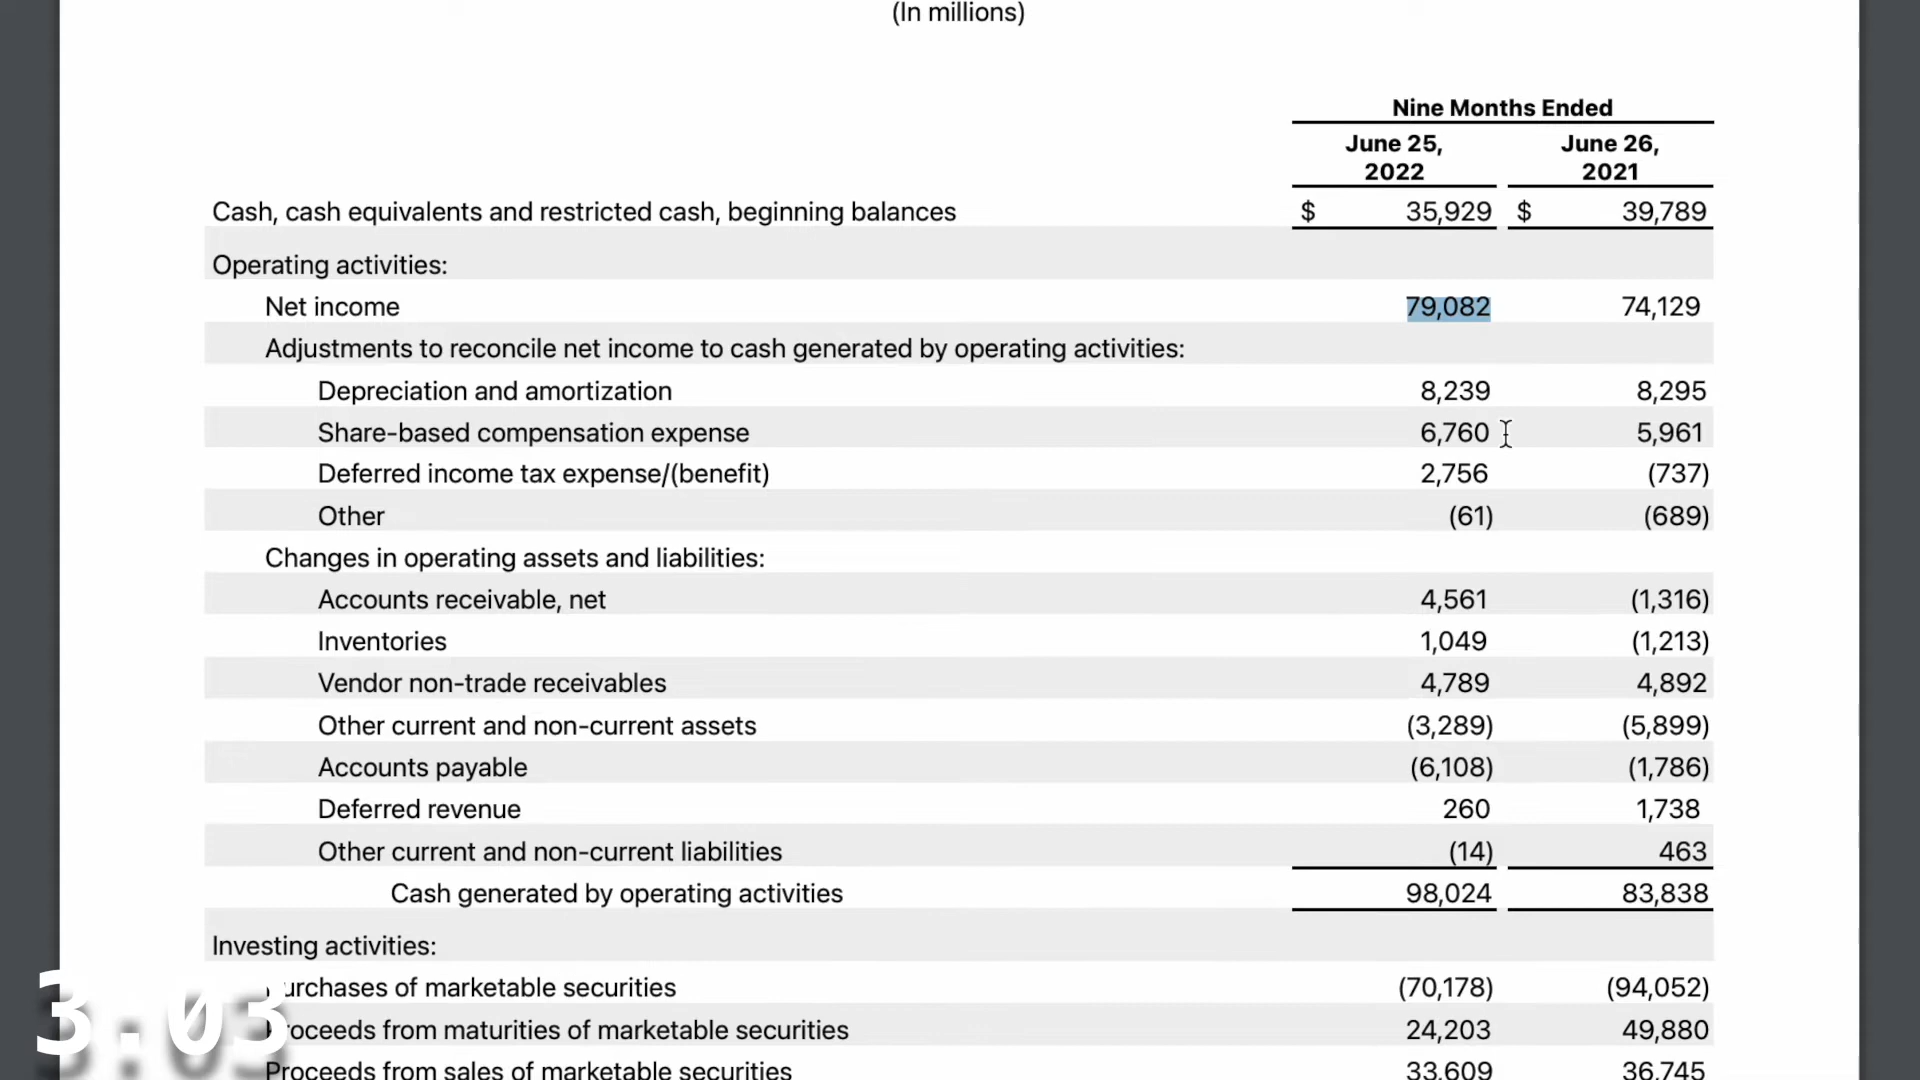 (In millions)
Nine Months Ended
June 25, 2022 June 26, 2021
Cash, cash equivalents and restricted cash, beginning balances $ 35,929 $ 39,789
Operating activities:
Net income 79,082 74,129
Adjustments to reconcile net income to cash generated by operating activities:
Depreciation and amortization 8,239 8,295
Share-based compensation expense 6,760 5,961
Deferred income tax expense/(benefit) 2,756 (737)
Other (61) (689)
Changes in operating assets and liabilities:
Accounts receivable, net 4,561 (1,316)
Inventories 1,049 (1,213)
Vendor non-trade receivables 4,789 4,892
Other current and non-current assets (3,289) (5,899)
Accounts payable (6,108) (1,786)
Deferred revenue 260 1,738
Other current and non-current liabilities (14) 463
Cash generated by operating activities 98,024 83,838
Investing activities:
Purchases of marketable securities (70,178) (94,052)
Proceeds from maturities of marketable securities 24,203 49,880
Proceeds from sales of marketable securities 33,609 36,745
3:03